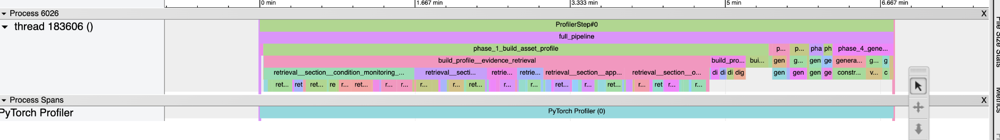 0 min 1.667 min 3.333 min 5 min 6.667 min
Process 6026 X
thread 183606 ()
ProfilerStep#0
full_pipeline
phase_1_build_asset_profile p... p... pha ph phase_4_gene...
build_profile__evidence_retrieval build_pro... bui... gen g... gen ge genera... g... g
retrieval__section__condition_monitoring_... retrieval__secti... retrie... retrie... retrieval__section__app... retrieval__section__o... di di di dig gen gen gen ge constr... v... c
ret... ret ret... re r... ret... r... r... r... r... ret... r... r... ret... r... ret... r... ret r... r...
Process Spans X
PyTorch Profiler
PyTorch Profiler (0)
File Size Stats
Metrics